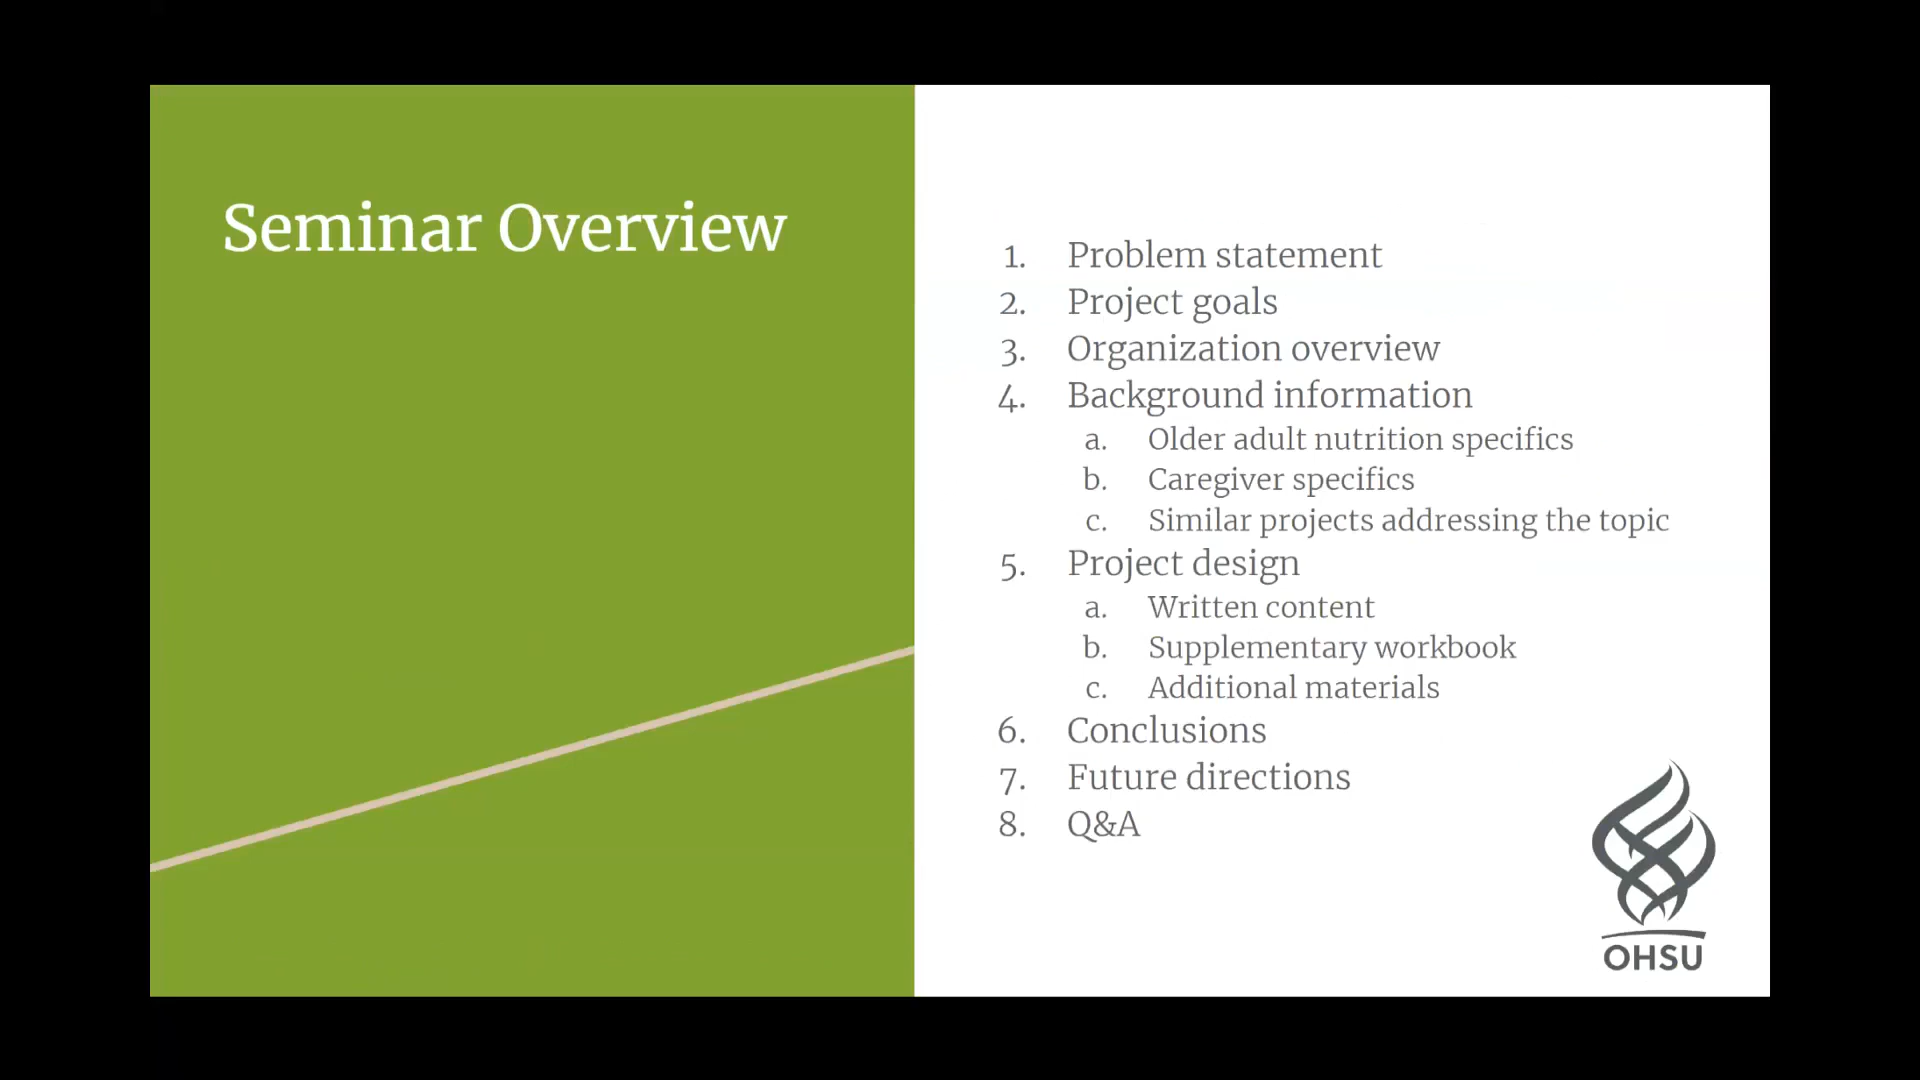 Seminar Overview
1. Problem statement
2. Project goals
3. Organization overview
4. Background information
a. Older adult nutrition specifics
b. Caregiver specifics
c. Similar projects addressing the topic
5. Project design
a. Written content
b. Supplementary workbook
c. Additional materials
6. Conclusions
7. Future directions
8. Q&A
OHSU